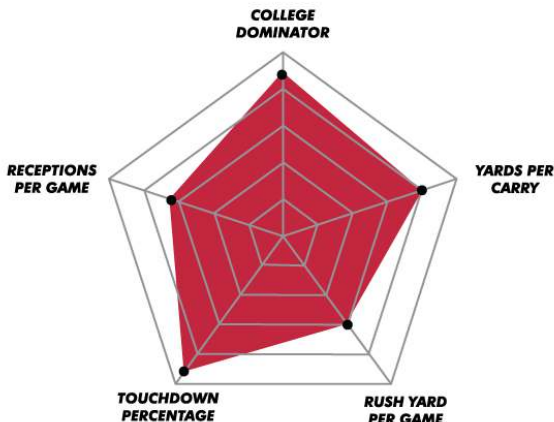 COLLEGE
DOMINATOR
RECEPTIONS
PER GAME
YARDS PER
CARRY
TOUCHDOWN
PERCENTAGE
RUSH YARD
PER GAME